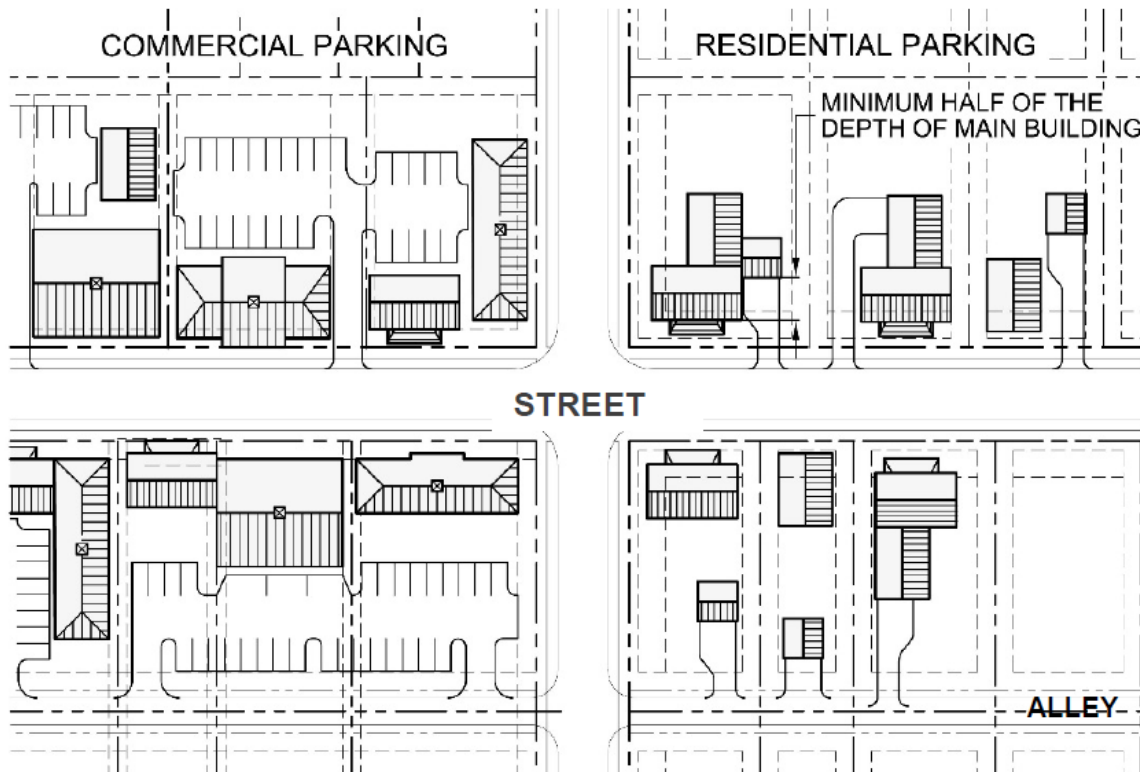 COMMERCIAL PARKING
RESIDENTIAL PARKING
MINIMUM HALF OF THE
DEPTH OF MAIN BUILDING
STREET
ALLEY